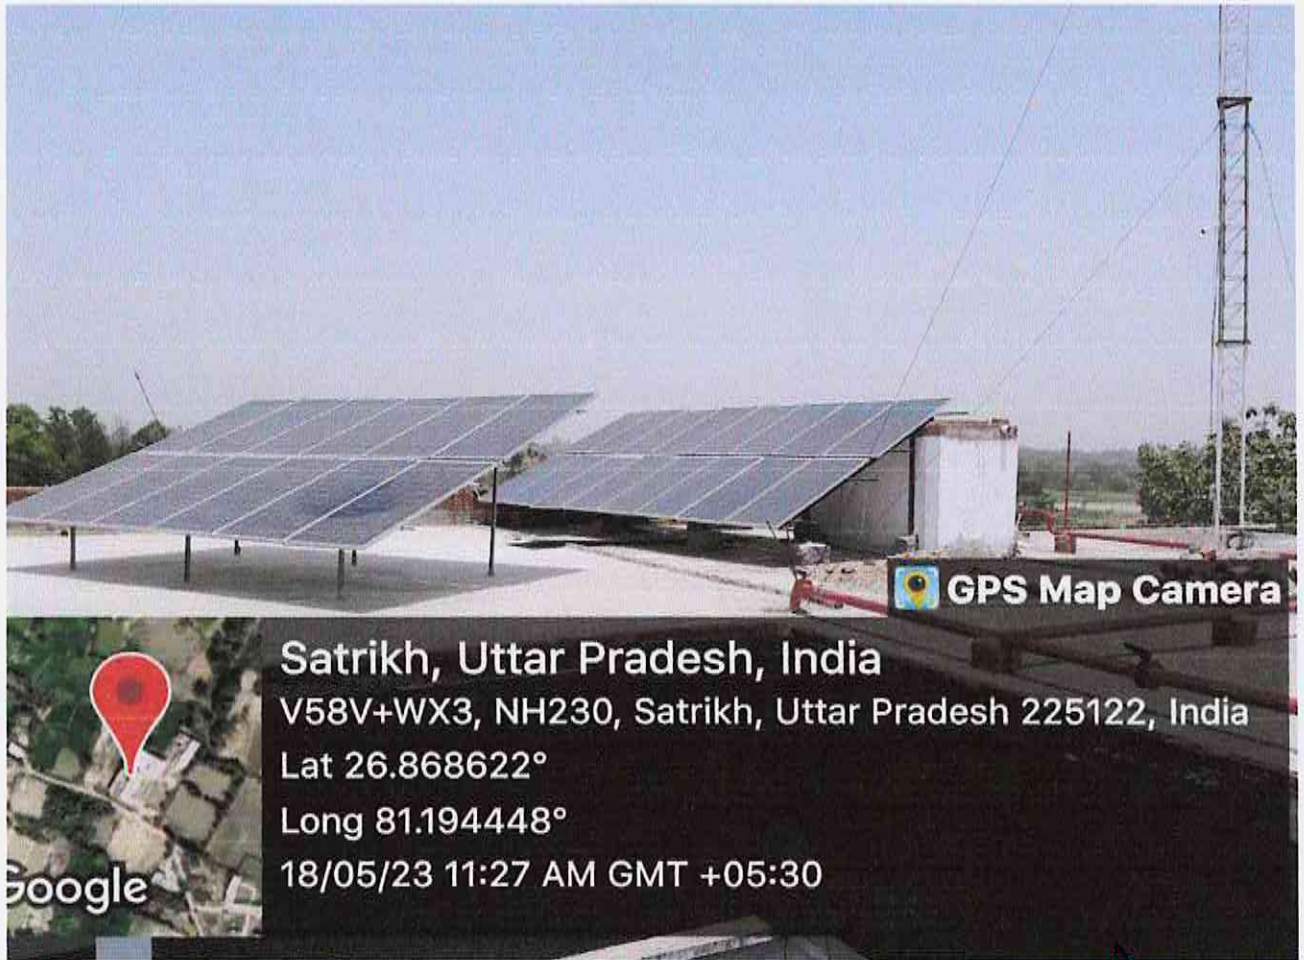 GPS Map Camera
Satrikh, Uttar Pradesh, India
V58V+WX3, NH230, Satrikh, Uttar Pradesh 225122, India
Lat 26.868622°
Long 81.194448°
18/05/23 11:27 AM GMT +05:30
Google